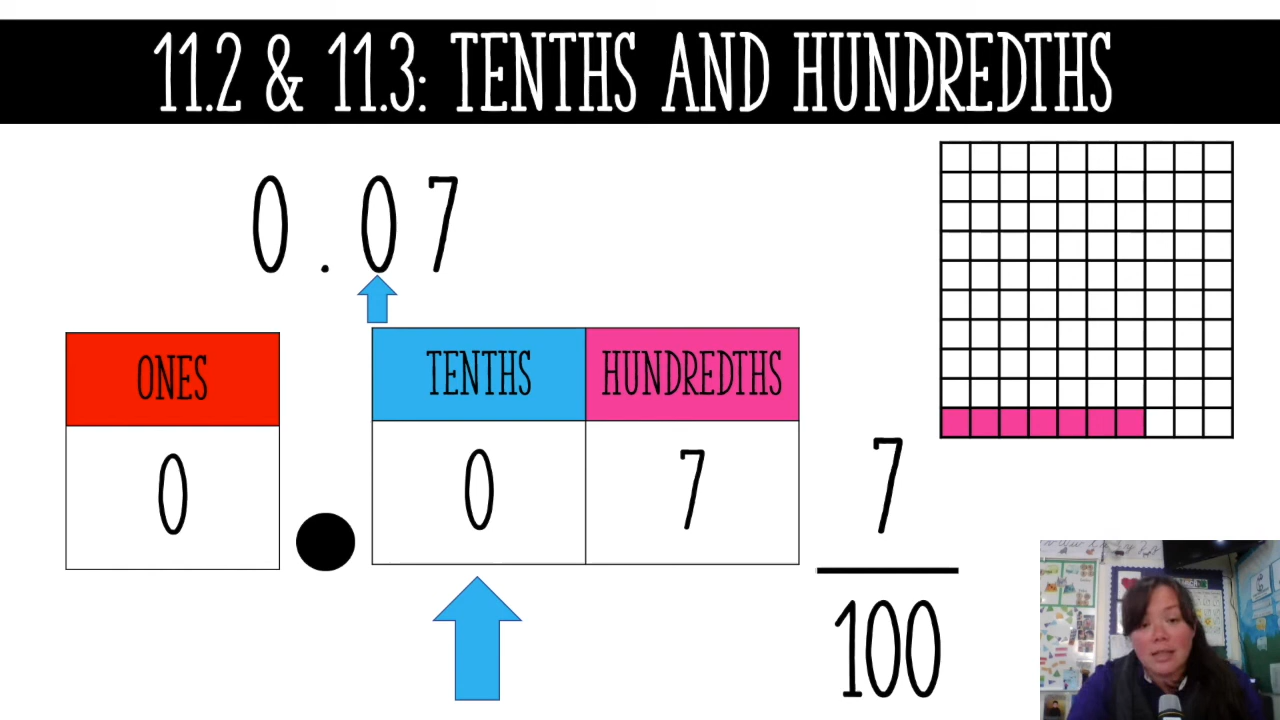 11.2 & 11.3: TENTHS AND HUNDREDTHS
0.07
ONES
TENTHS
HUNDREDTHS
0
.
0
7
7
100